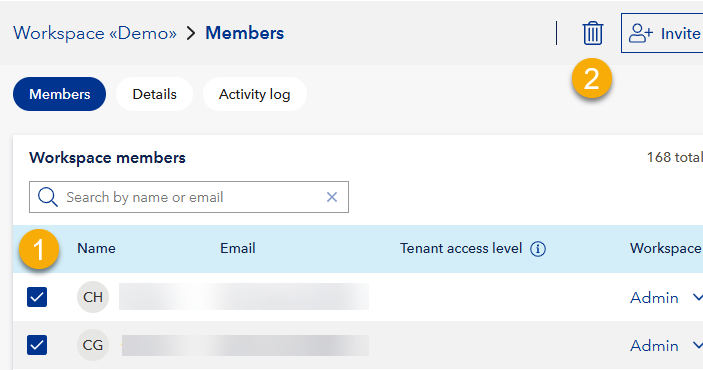 Workspace «Demo» > Members
Invite
2
Members
Details
Activity log
Workspace members
168 total
Search by name or email
1
Name
Email
Tenant access level
Workspace
CH
Admin
CG
Admin